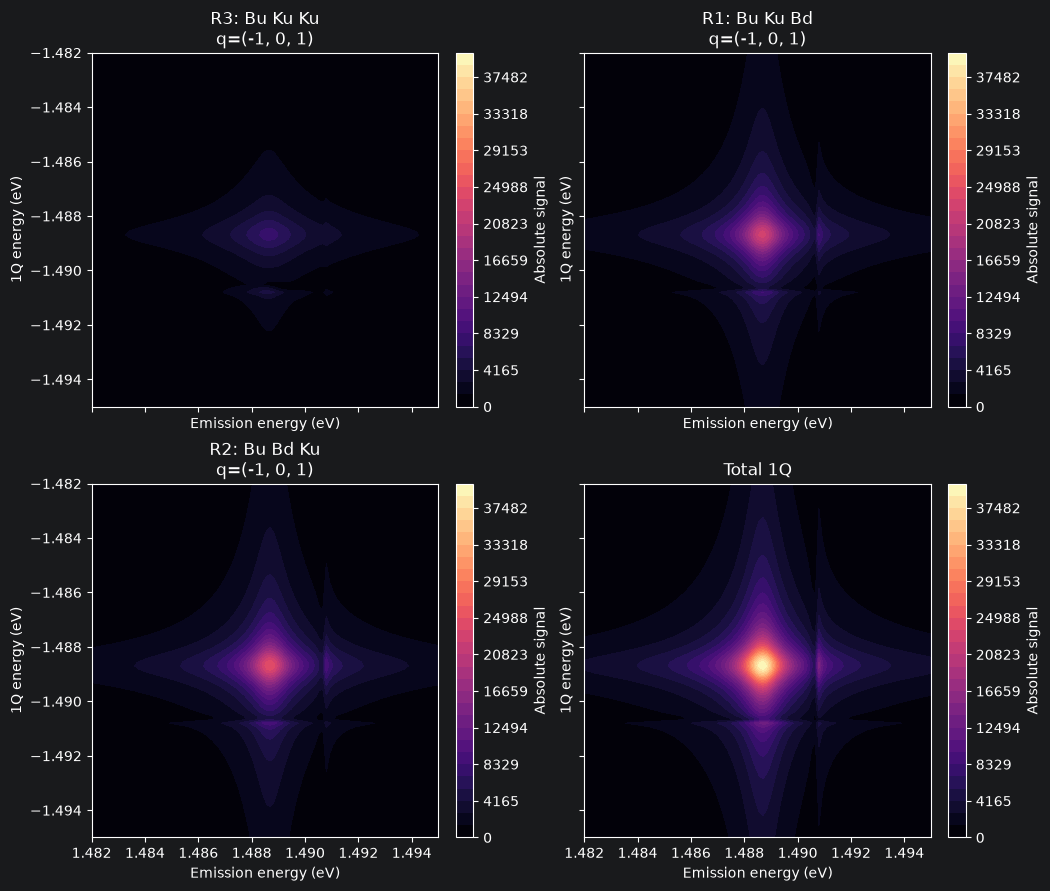 R3: Bu Ku Ku
q=(-1, 0, 1)
−1.482
−1.484
−1.486
−1.488
−1.490
−1.492
−1.494
1Q energy (eV)
Emission energy (eV)
37482
33318
29153
24988
20823
16659
12494
8329
4165
0
Absolute signal
R1: Bu Ku Bd
q=(-1, 0, 1)
1Q energy (eV)
Emission energy (eV)
37482
33318
29153
24988
20823
16659
12494
8329
4165
0
Absolute signal
R2: Bu Bd Ku
q=(-1, 0, 1)
−1.482
−1.484
−1.486
−1.488
−1.490
−1.492
−1.494
1Q energy (eV)
1.482 1.484 1.486 1.488 1.490 1.492 1.494
Emission energy (eV)
37482
33318
29153
24988
20823
16659
12494
8329
4165
0
Absolute signal
Total 1Q
1Q energy (eV)
1.482 1.484 1.486 1.488 1.490 1.492 1.494
Emission energy (eV)
37482
33318
29153
24988
20823
16659
12494
8329
4165
0
Absolute signal